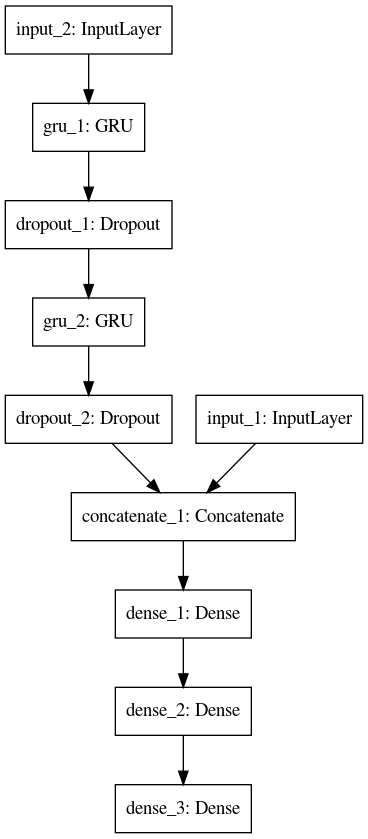 input_2: InputLayer
gru_1: GRU
dropout_1: Dropout
gru_2: GRU
dropout_2: Dropout
input_1: InputLayer
concatenate_1: Concatenate
dense_1: Dense
dense_2: Dense
dense_3: Dense